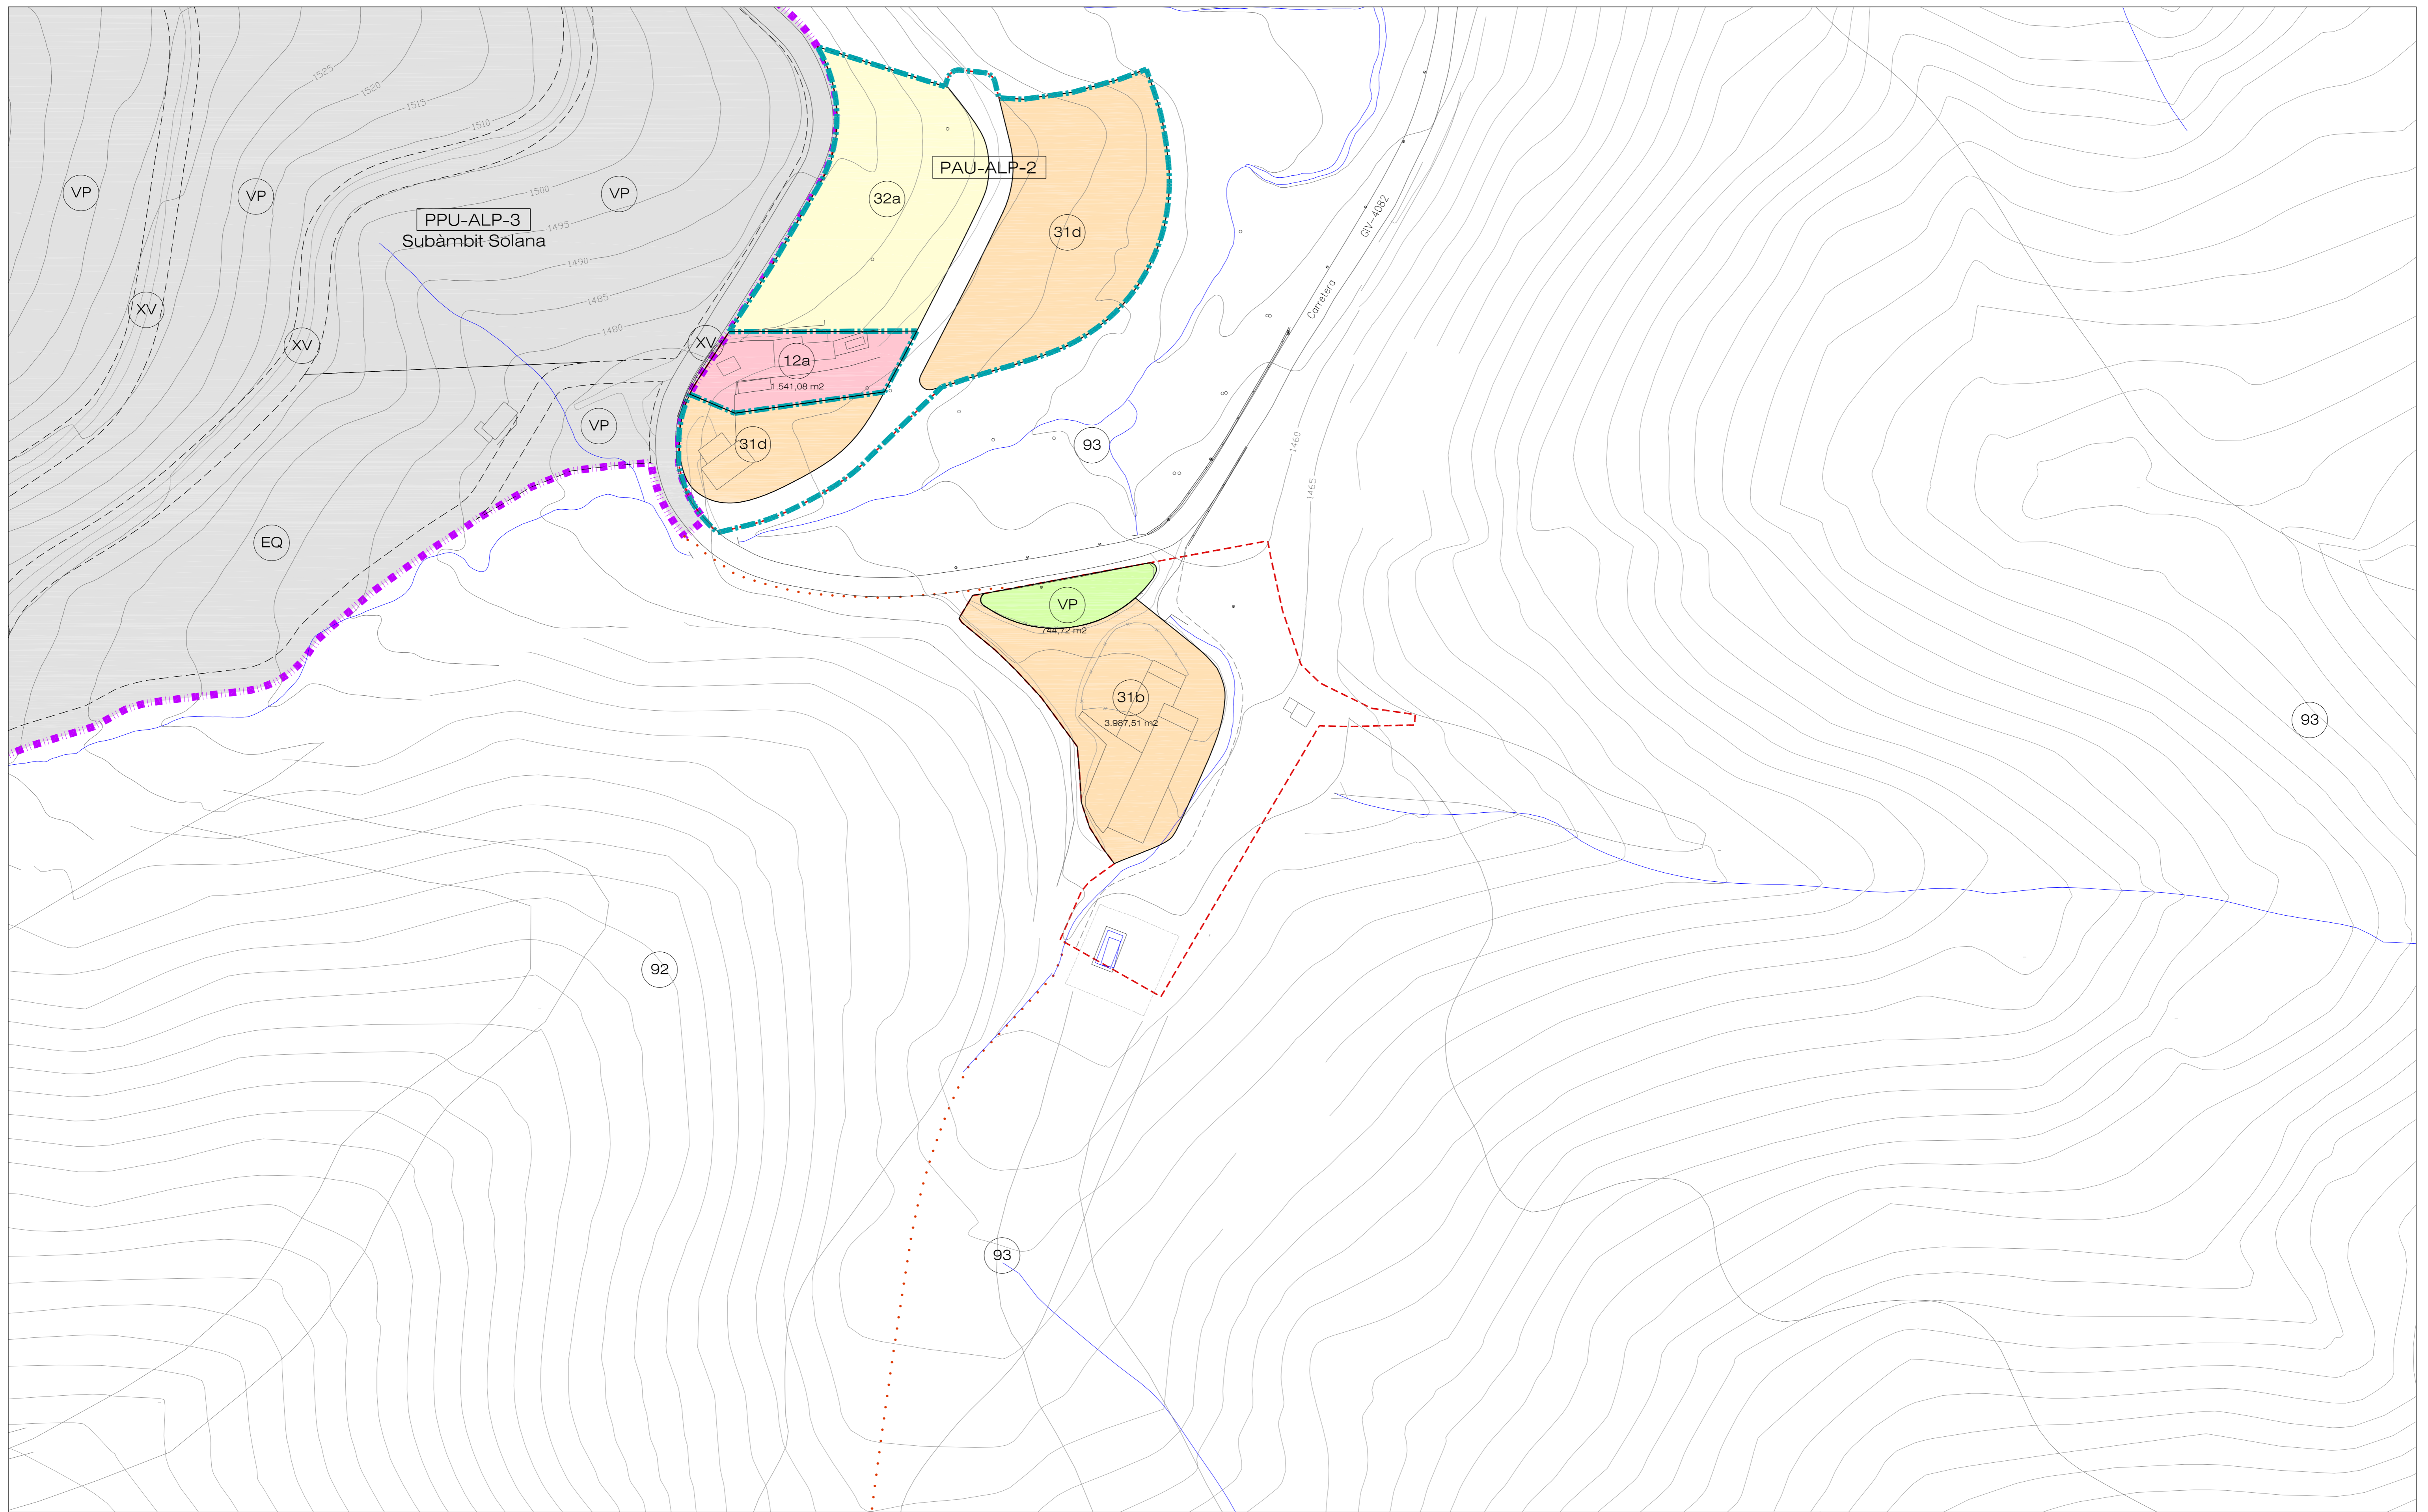 1525
1520
1515
1510
1500
1495
1490
1485
1480
VP
VP
VP
PPU-ALP-3
Subàmbit Solana
XV
XV
XV
VP
EQ
PAU-ALP-2
32a
31d
12a
1.541,08 m2
31d
GIV-4082
Carretera
93
1460
1465
VP
744,72 m2
31b
3.987,51 m2
93
92
93